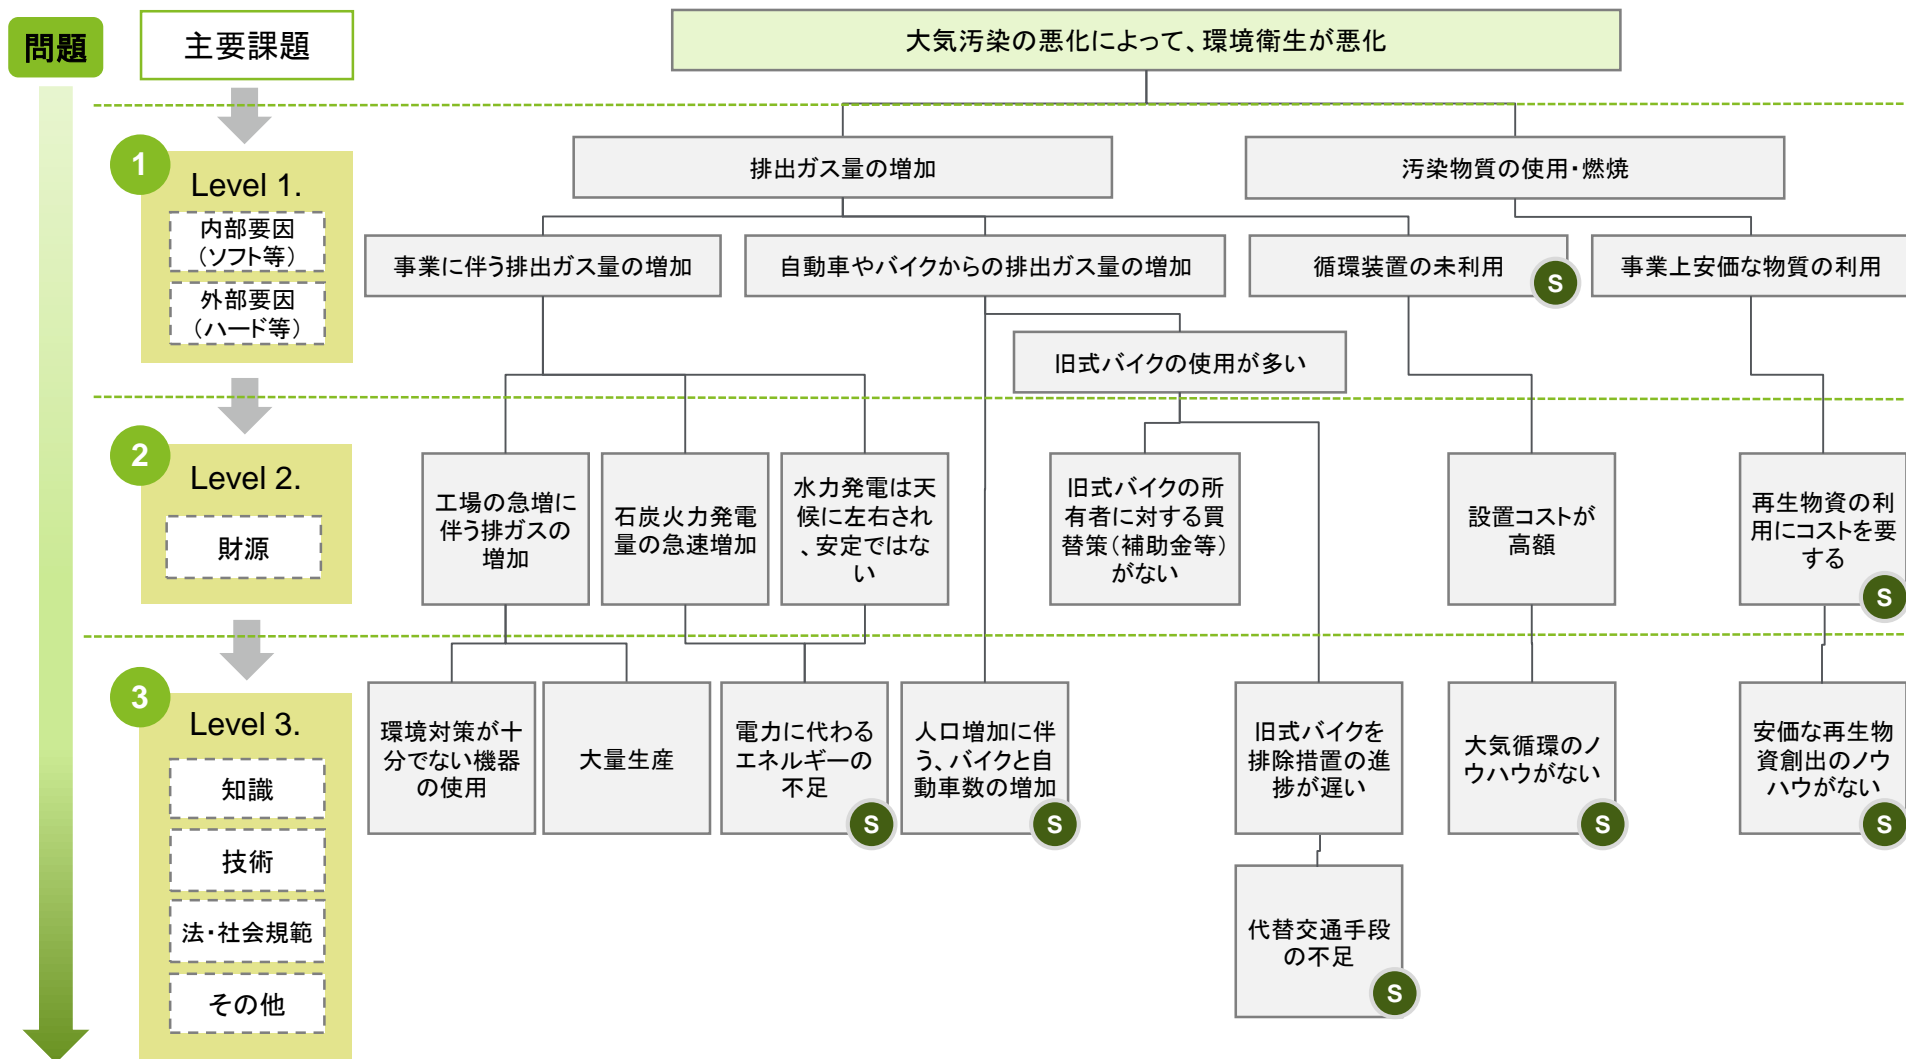 問題
主要課題
大気汚染の悪化によって、環境衛生が悪化
1
Level 1.
内部要因
（ソフト等）
外部要因
（ハード等）
排出ガス量の増加
汚染物質の使用・燃焼
事業に伴う排出ガス量の増加
自動車やバイクからの排出ガス量の増加
循環装置の未利用
S
事業上安価な物質の利用
旧式バイクの使用が多い
2
Level 2.
財源
工場の急増に
伴う排ガスの
増加
石炭火力発電
量の急速増加
水力発電は天
候に左右され
、安定ではな
い
旧式バイクの所
有者に対する買
替策（補助金等）
がない
設置コストが
高額
再生物資の利
用にコストを要
する
S
3
Level 3.
知識
技術
法・社会規範
その他
環境対策が十
分でない機器
の使用
大量生産
電力に代わる
エネルギーの
不足
S
人口増加に伴
う、バイクと自
動車数の増加
S
旧式バイクを
排除措置の進
捗が遅い
大気循環のノ
ウハウがない
S
安価な再生物
資創出のノウ
ハウがない
S
代替交通手段
の不足
S